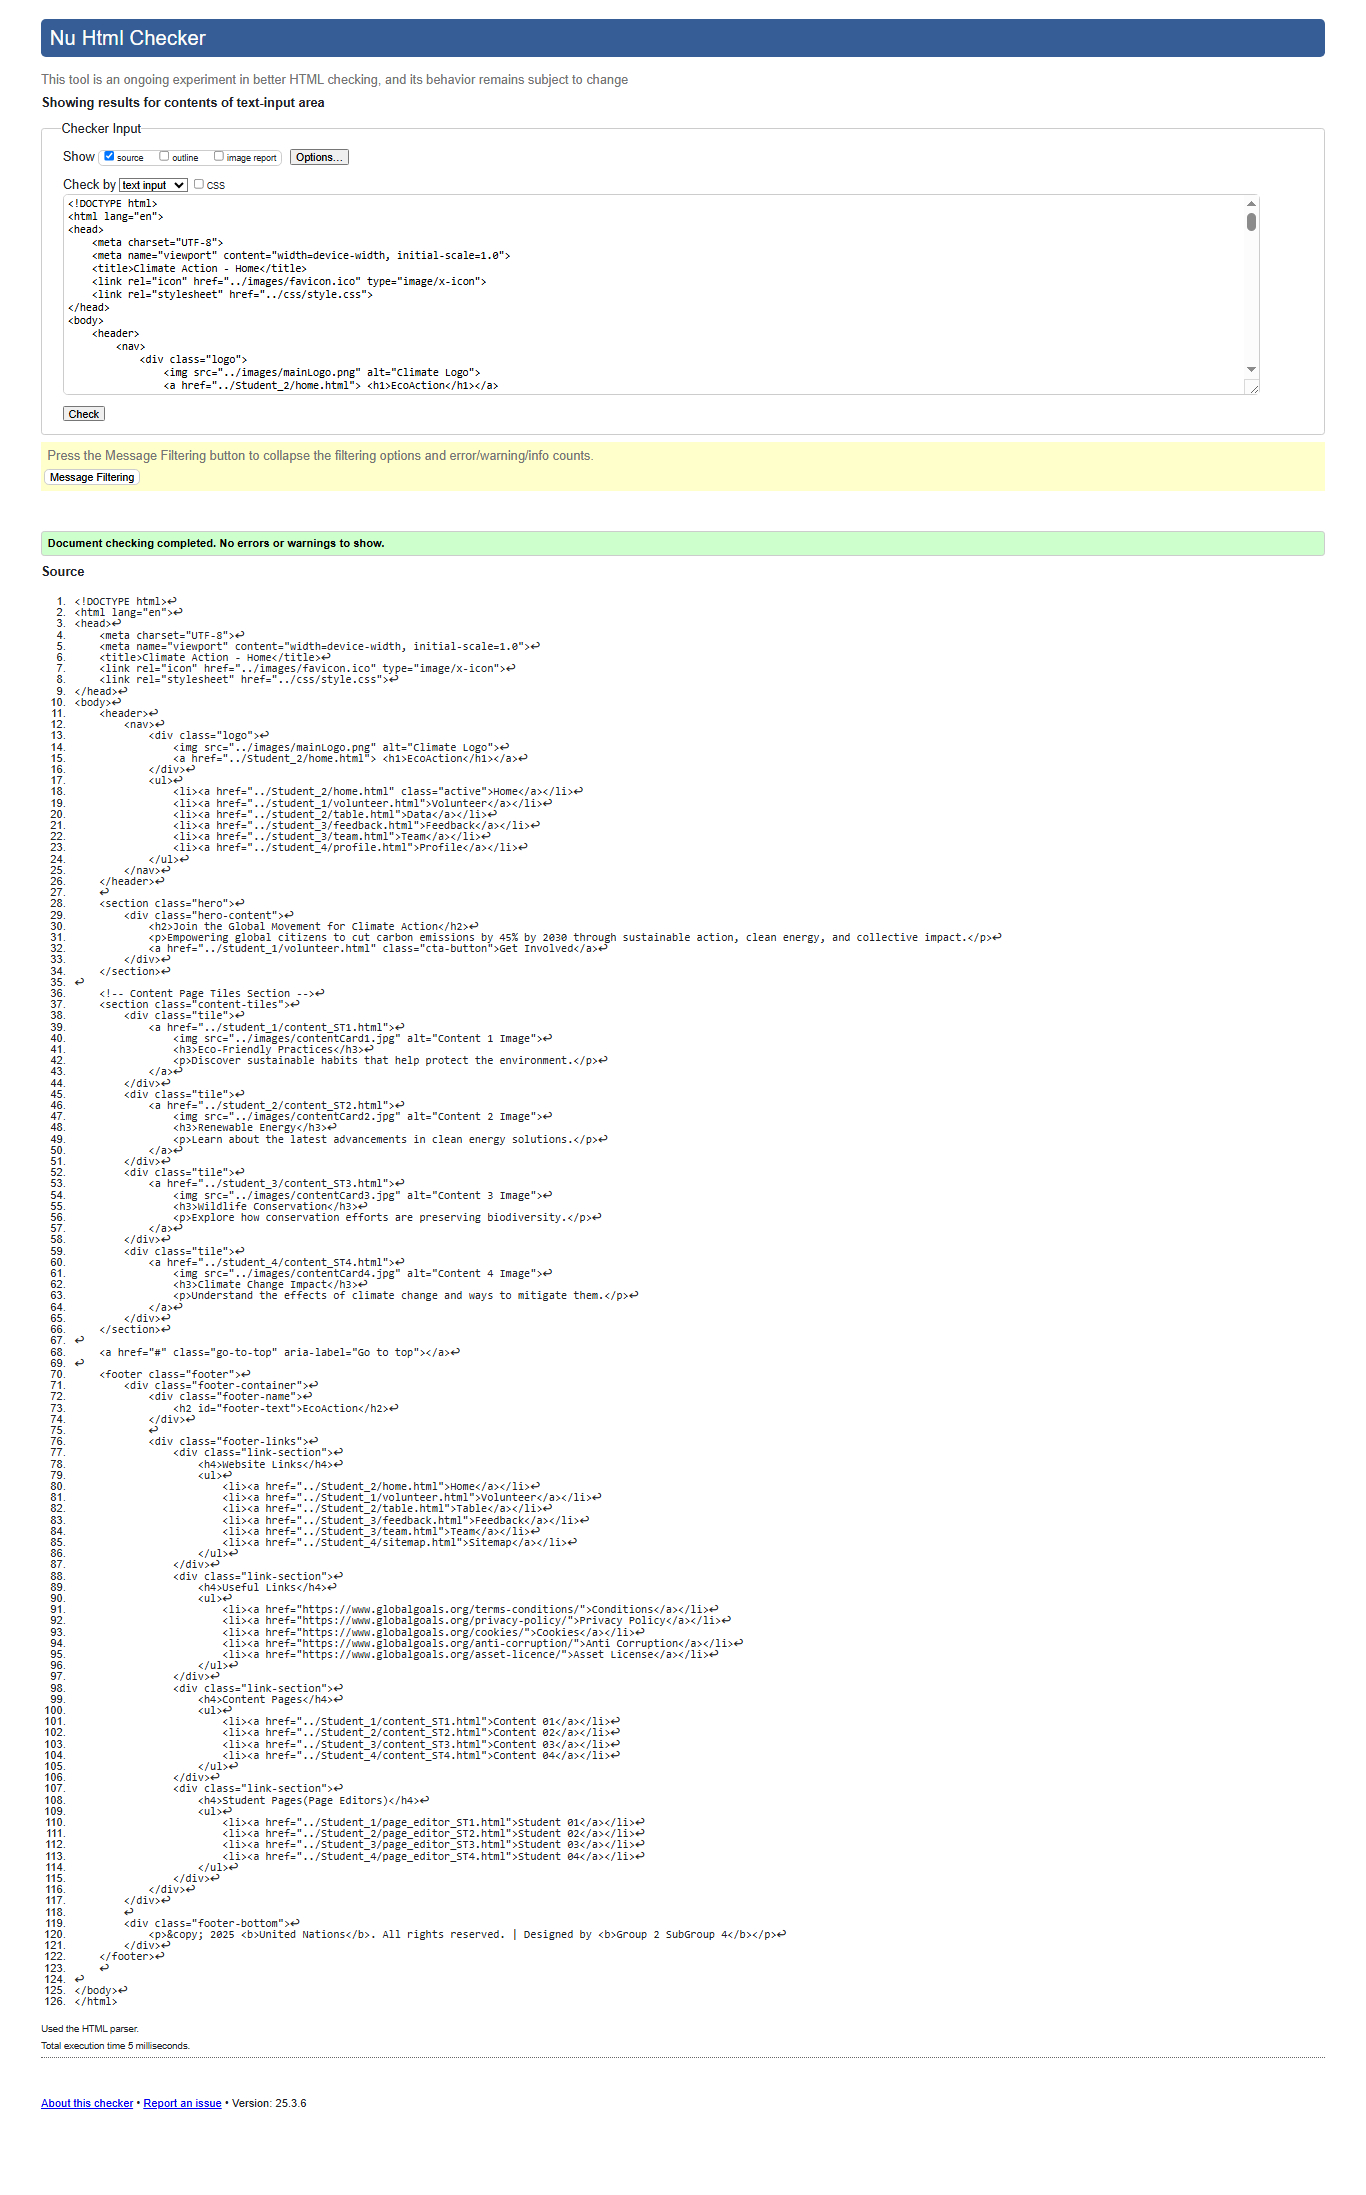 Nu Html Checker
This tool is an ongoing experiment in better HTML checking, and its behavior remains subject to change
Showing results for contents of text-input area
Checker Input
Show source outline image report Options...
Check by text input CSS
<!DOCTYPE html>
<html lang="en">
<head>
    <meta charset="UTF-8">
    <meta name="viewport" content="width=device-width, initial-scale=1.0">
    <title>Climate Action - Home</title>
    <link rel="icon" href="../images/favicon.ico" type="image/x-icon">
    <link rel="stylesheet" href="../css/style.css">
</head>
<body>
    <header>
        <nav>
            <div class="logo">
                <img src="../images/mainLogo.png" alt="Climate Logo">
                <a href="../Student_2/home.html"> <h1>EcoAction</h1></a>
Check
Press the Message Filtering button to collapse the filtering options and error/warning/info counts.
Message Filtering
Document checking completed. No errors or warnings to show.
Source
1. <!DOCTYPE html>↩
2. <html lang="en">↩
3. <head>↩
4.     <meta charset="UTF-8">↩
5.     <meta name="viewport" content="width=device-width, initial-scale=1.0">↩
6.     <title>Climate Action - Home</title>↩
7.     <link rel="icon" href="../images/favicon.ico" type="image/x-icon">↩
8.     <link rel="stylesheet" href="../css/style.css">↩
9. </head>↩
10. <body>↩
11.     <header>↩
12.         <nav>↩
13.             <div class="logo">↩
14.                 <img src="../images/mainLogo.png" alt="Climate Logo">↩
15.                 <a href="../Student_2/home.html"> <h1>EcoAction</h1></a>↩
16.             </div>↩
17.             <ul>↩
18.                 <li><a href="../Student_2/home.html" class="active">Home</a></li>↩
19.                 <li><a href="../student_1/volunteer.html">Volunteer</a></li>↩
20.                 <li><a href="../student_2/table.html">Data</a></li>↩
21.                 <li><a href="../student_3/feedback.html">Feedback</a></li>↩
22.                 <li><a href="../student_3/team.html">Team</a></li>↩
23.                 <li><a href="../student_4/profile.html">Profile</a></li>↩
24.             </ul>↩
25.         </nav>↩
26.     </header>↩
27.     ↩
28.     <section class="hero">↩
29.         <div class="hero-content">↩
30.             <h2>Join the Global Movement for Climate Action</h2>↩
31.             <p>Empowering global citizens to cut carbon emissions by 45% by 2030 through sustainable action, clean energy, and collective impact.</p>↩
32.             <a href="../student_1/volunteer.html" class="cta-button">Get Involved</a>↩
33.         </div>↩
34.     </section>↩
35. ↩
36.     <!-- Content Page Tiles Section -->↩
37.     <section class="content-tiles">↩
38.         <div class="tile">↩
39.             <a href="../student_1/content_ST1.html">↩
40.                 <img src="../images/contentCard1.jpg" alt="Content 1 Image">↩
41.                 <h3>Eco-Friendly Practices</h3>↩
42.                 <p>Discover sustainable habits that help protect the environment.</p>↩
43.             </a>↩
44.         </div>↩
45.         <div class="tile">↩
46.             <a href="../student_2/content_ST2.html">↩
47.                 <img src="../images/contentCard2.jpg" alt="Content 2 Image">↩
48.                 <h3>Renewable Energy</h3>↩
49.                 <p>Learn about the latest advancements in clean energy solutions.</p>↩
50.             </a>↩
51.         </div>↩
52.         <div class="tile">↩
53.             <a href="../student_3/content_ST3.html">↩
54.                 <img src="../images/contentCard3.jpg" alt="Content 3 Image">↩
55.                 <h3>Wildlife Conservation</h3>↩
56.                 <p>Explore how conservation efforts are preserving biodiversity.</p>↩
57.             </a>↩
58.         </div>↩
59.         <div class="tile">↩
60.             <a href="../student_4/content_ST4.html">↩
61.                 <img src="../images/contentCard4.jpg" alt="Content 4 Image">↩
62.                 <h3>Climate Change Impact</h3>↩
63.                 <p>Understand the effects of climate change and ways to mitigate them.</p>↩
64.             </a>↩
65.         </div>↩
66.     </section>↩
67. ↩
68.     <a href="#" class="go-to-top" aria-label="Go to top"></a>↩
69. ↩
70.     <footer class="footer">↩
71.         <div class="footer-container">↩
72.             <div class="footer-name">↩
73.                 <h2 id="footer-text">EcoAction</h2>↩
74.             </div>↩
75.             ↩
76.             <div class="footer-links">↩
77.                 <div class="link-section">↩
78.                     <h4>Website Links</h4>↩
79.                     <ul>↩
80.                         <li><a href="../Student_2/home.html">Home</a></li>↩
81.                         <li><a href="../Student_1/volunteer.html">Volunteer</a></li>↩
82.                         <li><a href="../Student_2/table.html">Table</a></li>↩
83.                         <li><a href="../Student_3/feedback.html">Feedback</a></li>↩
84.                         <li><a href="../Student_3/team.html">Team</a></li>↩
85.                         <li><a href="../Student_4/sitemap.html">Sitemap</a></li>↩
86.                     </ul>↩
87.                 </div>↩
88.                 <div class="link-section">↩
89.                     <h4>Useful Links</h4>↩
90.                     <ul>↩
91.                         <li><a href="https://www.globalgoals.org/terms-conditions/">Conditions</a></li>↩
92.                         <li><a href="https://www.globalgoals.org/privacy-policy/">Privacy Policy</a></li>↩
93.                         <li><a href="https://www.globalgoals.org/cookies/">Cookies</a></li>↩
94.                         <li><a href="https://www.globalgoals.org/anti-corruption/">Anti Corruption</a></li>↩
95.                         <li><a href="https://www.globalgoals.org/asset-licence/">Asset License</a></li>↩
96.                     </ul>↩
97.                 </div>↩
98.                 <div class="link-section">↩
99.                     <h4>Content Pages</h4>↩
100.                     <ul>↩
101.                         <li><a href="../Student_1/content_ST1.html">Content 01</a></li>↩
102.                         <li><a href="../Student_2/content_ST2.html">Content 02</a></li>↩
103.                         <li><a href="../Student_3/content_ST3.html">Content 03</a></li>↩
104.                         <li><a href="../Student_4/content_ST4.html">Content 04</a></li>↩
105.                     </ul>↩
106.                 </div>↩
107.                 <div class="link-section">↩
108.                     <h4>Student Pages(Page Editors)</h4>↩
109.                     <ul>↩
110.                         <li><a href="../Student_1/page_editor_ST1.html">Student 01</a></li>↩
111.                         <li><a href="../Student_2/page_editor_ST2.html">Student 02</a></li>↩
112.                         <li><a href="../Student_3/page_editor_ST3.html">Student 03</a></li>↩
113.                         <li><a href="../Student_4/page_editor_ST4.html">Student 04</a></li>↩
114.                     </ul>↩
115.                 </div>↩
116.             </div>↩
117.         </div>↩
118.         ↩
119.         <div class="footer-bottom">↩
120.             <p>&copy; 2025 <b>United Nations</b>. All rights reserved. | Designed by <b>Group 2 SubGroup 4</b></p>↩
121.         </div>↩
122.     </footer>↩
123.     ↩
124. ↩
125. </body>↩
126. </html>
Used the HTML parser.
Total execution time 5 milliseconds.
About this checker • Report an issue • Version: 25.3.6